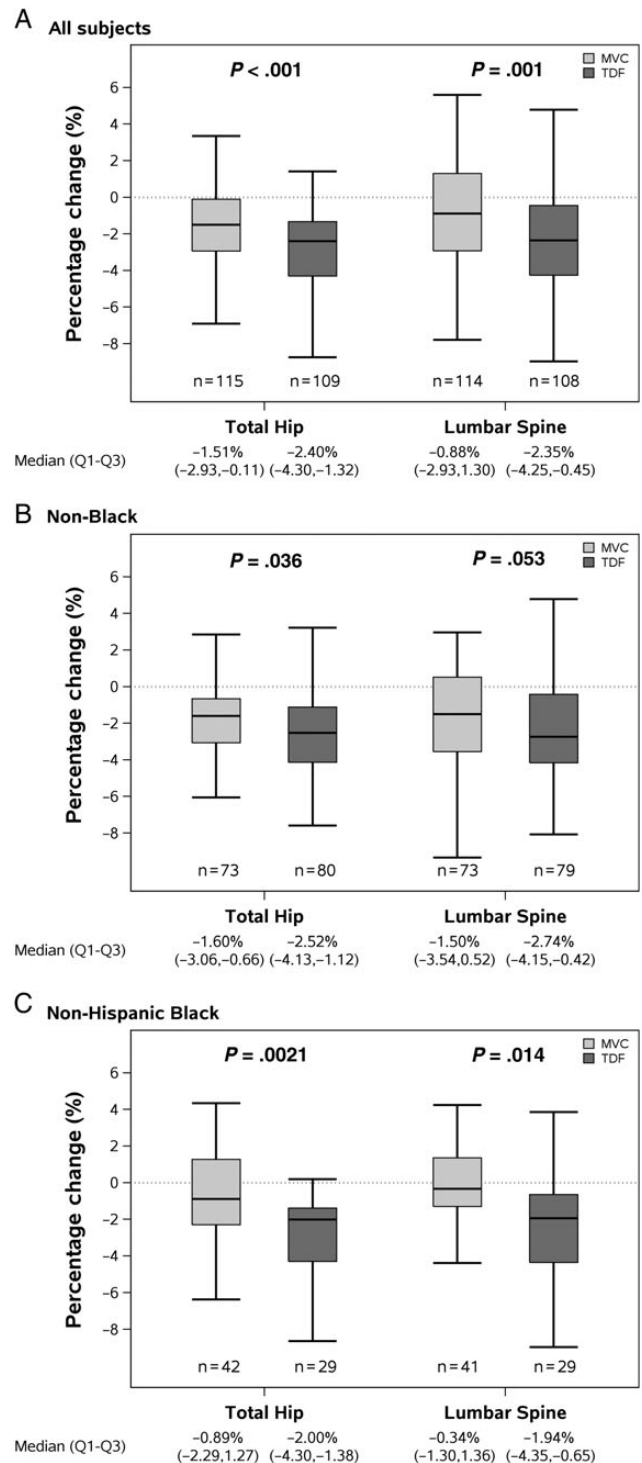 A All subjects
P < .001 P = .001
MVC
TDF
Percentage change (%)
6
4
2
0
−2
−4
−6
−8
n=115 n=109 n=114 n=108
Total Hip Lumbar Spine
Median (Q1-Q3) −1.51% −2.40% −0.88% −2.35%
(−2.93,−0.11) (−4.30,−1.32) (−2.93,1.30) (−4.25,−0.45)
B Non-Black
P = .036 P = .053
MVC
TDF
Percentage change (%)
6
4
2
0
−2
−4
−6
−8
n=73 n=80 n=73 n=79
Total Hip Lumbar Spine
Median (Q1-Q3) −1.60% −2.52% −1.50% −2.74%
(−3.06,−0.66) (−4.13,−1.12) (−3.54,0.52) (−4.15,−0.42)
C Non-Hispanic Black
P = .0021 P = .014
MVC
TDF
Percentage change (%)
6
4
2
0
−2
−4
−6
−8
n=42 n=29 n=41 n=29
Total Hip Lumbar Spine
Median (Q1-Q3) −0.89% −2.00% −0.34% −1.94%
(−2.29,1.27) (−4.30,−1.38) (−1.30,1.36) (−4.35,−0.65)